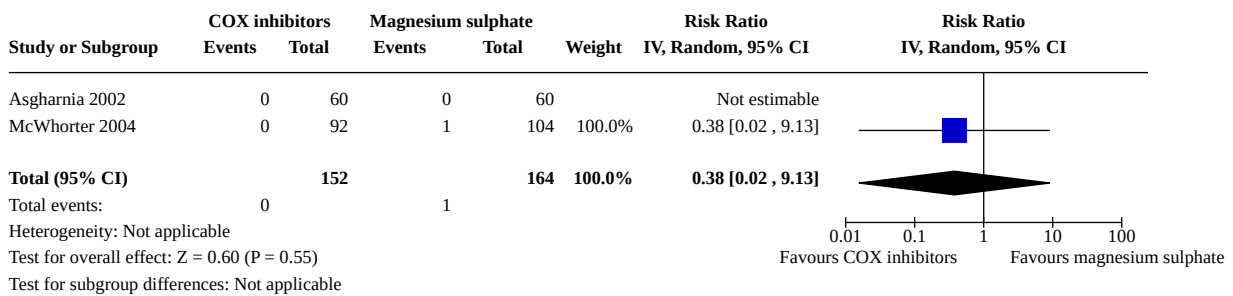 COX inhibitors Magnesium sulphate Risk Ratio Risk Ratio
Study or Subgroup Events Total Events Total Weight IV, Random, 95% CI IV, Random, 95% CI
Asgharnia 2002 0 60 0 60 Not estimable
McWhorter 2004 0 92 1 104 100.0% 0.38 [0.02 , 9.13]
Total (95% CI) 152 164 100.0% 0.38 [0.02 , 9.13]
Total events: 0 1
Heterogeneity: Not applicable
0.01 0.1 1 10 100
Test for overall effect: Z = 0.60 (P = 0.55)
Favours COX inhibitors Favours magnesium sulphate
Test for subgroup differences: Not applicable